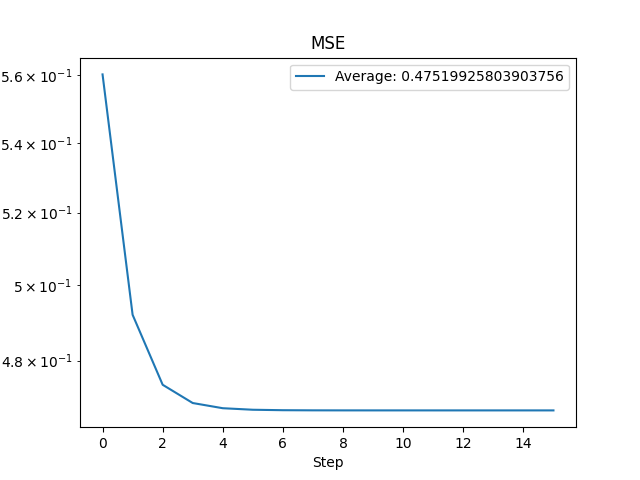 MSE
Average: 0.47519925803903756
5.6 × 10⁻¹
5.4 × 10⁻¹
5.2 × 10⁻¹
5 × 10⁻¹
4.8 × 10⁻¹
0 2 4 6 8 10 12 14
Step